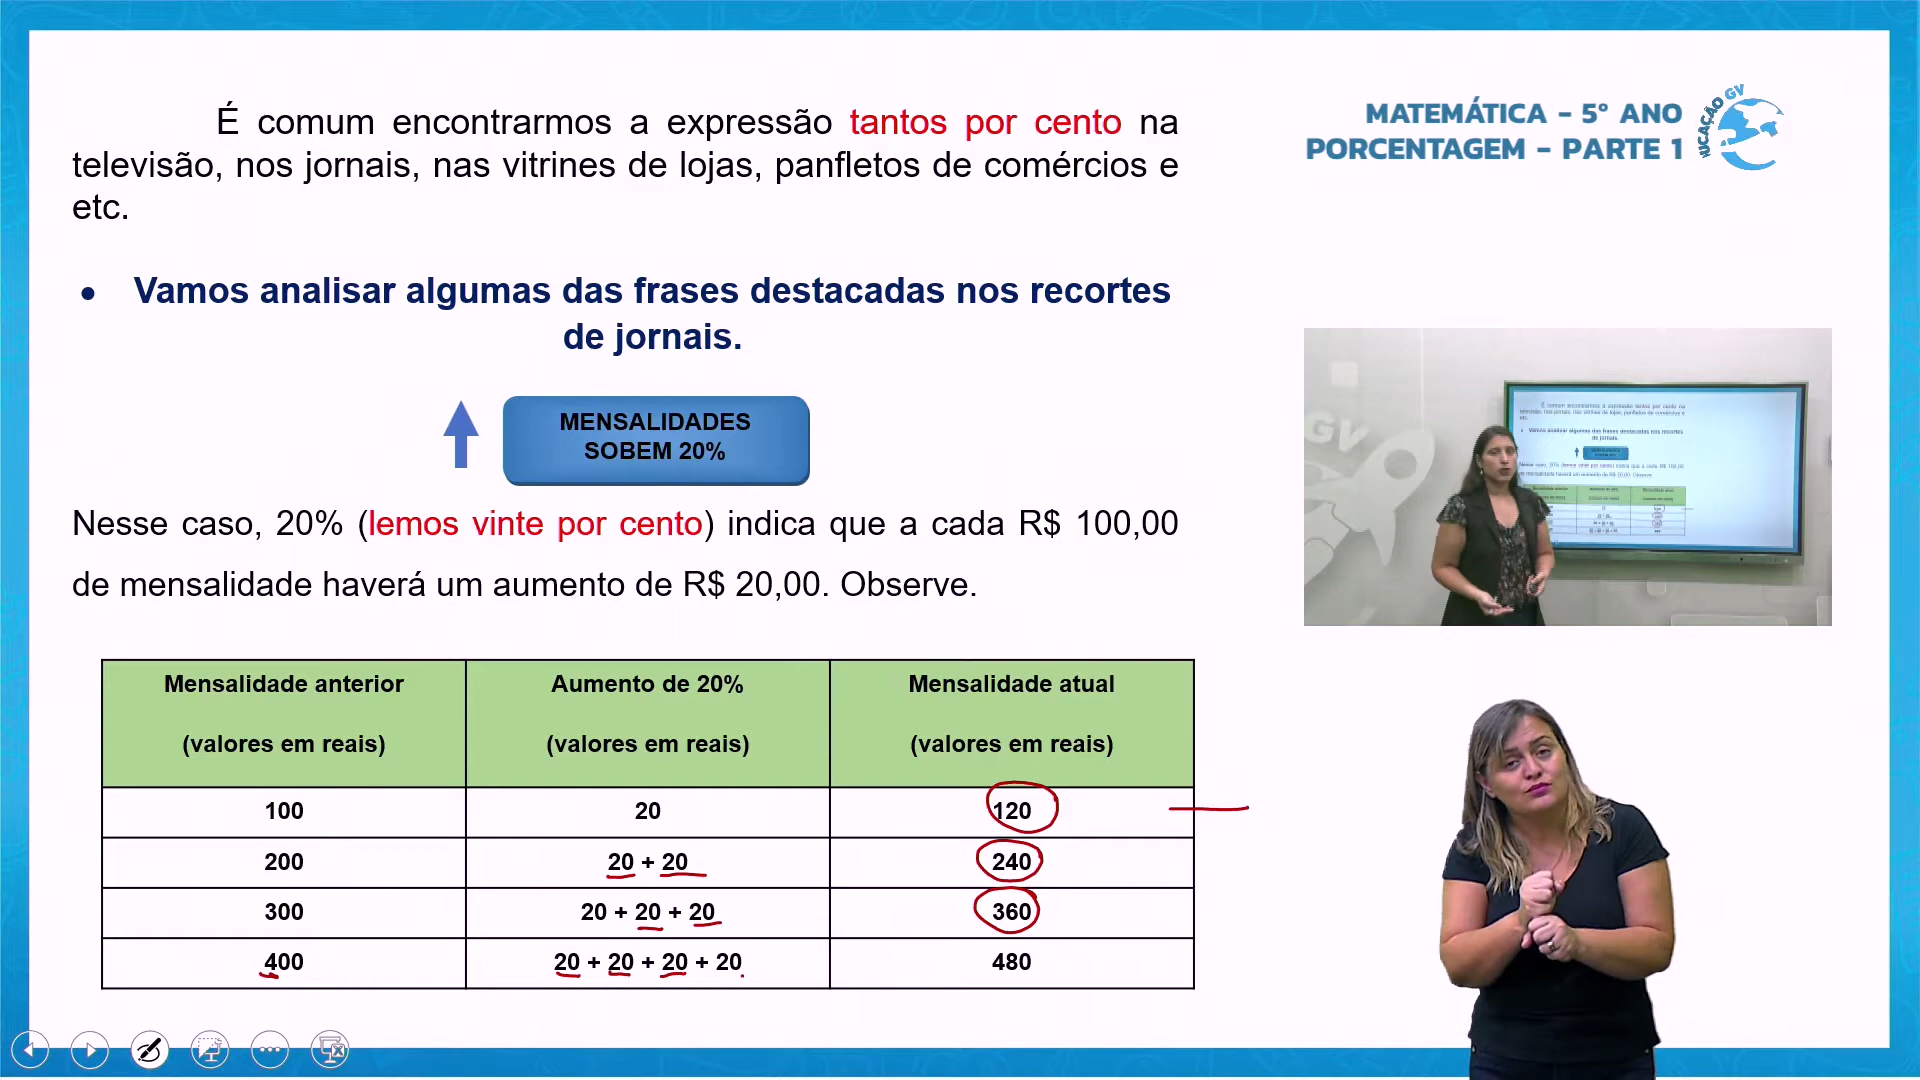 É comum encontrarmos a expressão tantos por cento na
televisão, nos jornais, nas vitrines de lojas, panfletos de comércios e
etc.
MATEMÁTICA - 5° ANO
PORCENTAGEM - PARTE 1
• Vamos analisar algumas das frases destacadas nos recortes
de jornais.
MENSALIDADES
SOBEM 20%
Nesse caso, 20% (lemos vinte por cento) indica que a cada R$ 100,00
de mensalidade haverá um aumento de R$ 20,00. Observe.
Mensalidade anterior
(valores em reais)
Aumento de 20%
(valores em reais)
Mensalidade atual
(valores em reais)
100 20 120
200 20 + 20 240
300 20 + 20 + 20 360
400 20 + 20 + 20 + 20 480